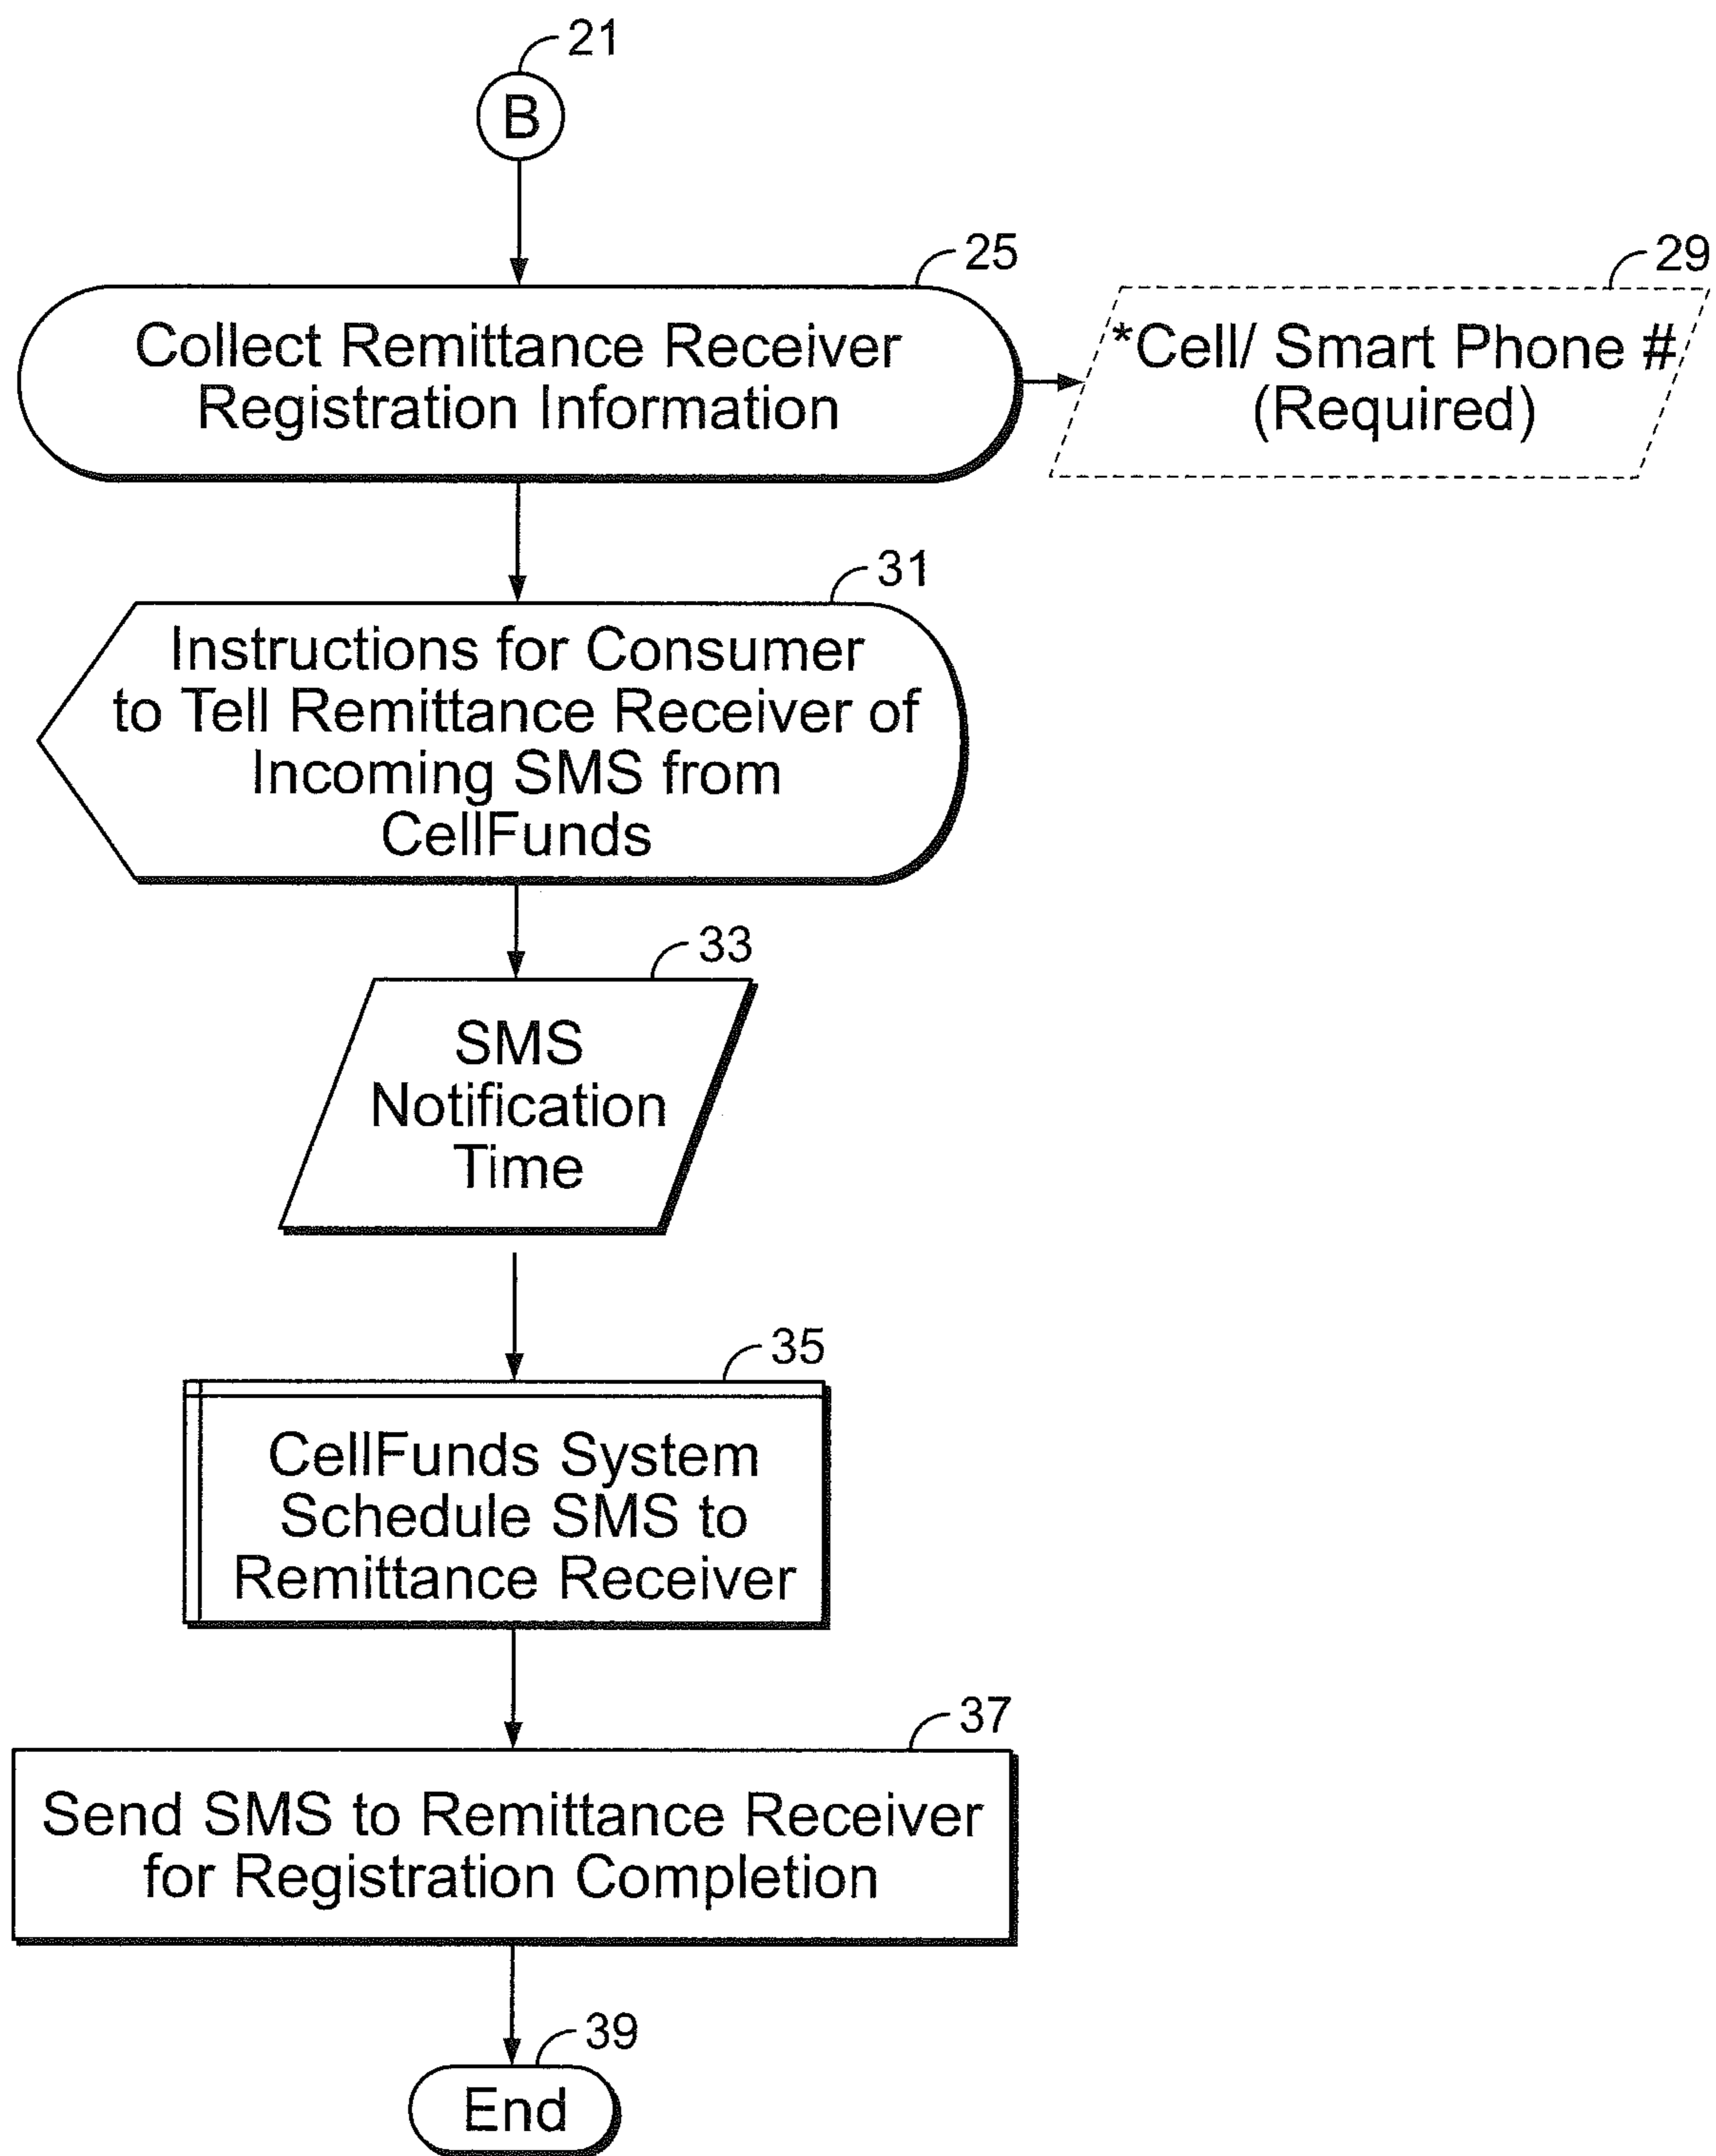 21
B
25
Collect Remittance Receiver
Registration Information
29
*Cell/ Smart Phone #
(Required)
31
Instructions for Consumer
to Tell Remittance Receiver of
Incoming SMS from
CellFunds
33
SMS
Notification
Time
35
CellFunds System
Schedule SMS to
Remittance Receiver
37
Send SMS to Remittance Receiver
for Registration Completion
39
End